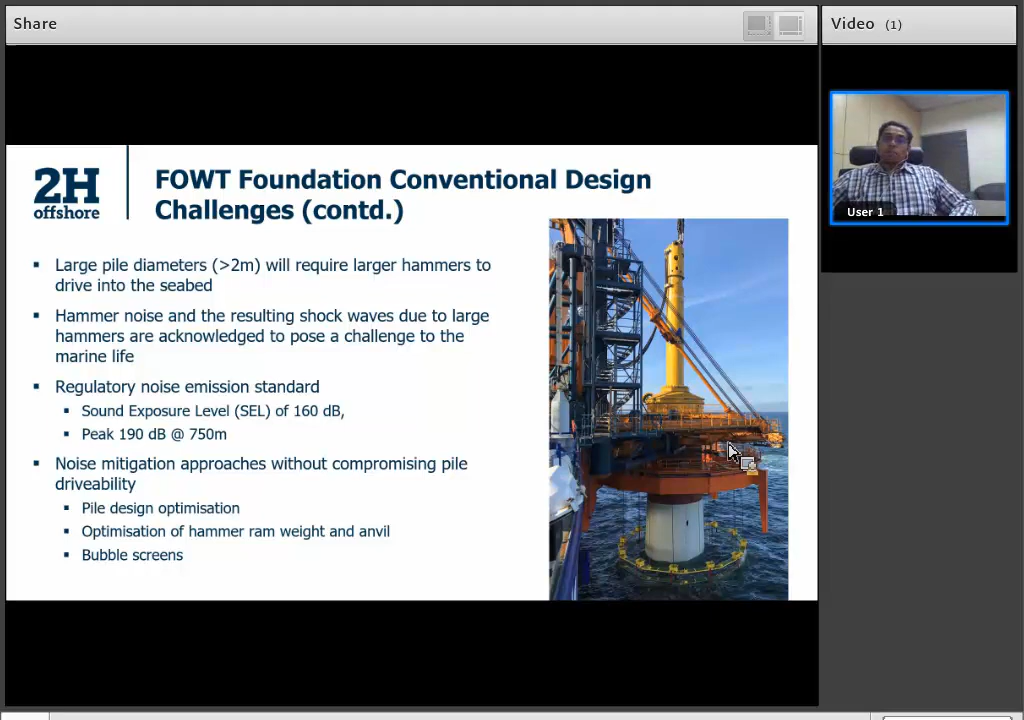 Share
Video (1)
2H
offshore
FOWT Foundation Conventional Design
Challenges (contd.)
▪ Large pile diameters (>2m) will require larger hammers to
drive into the seabed
▪ Hammer noise and the resulting shock waves due to large
hammers are acknowledged to pose a challenge to the
marine life
▪ Regulatory noise emission standard
▪ Sound Exposure Level (SEL) of 160 dB,
▪ Peak 190 dB @ 750m
▪ Noise mitigation approaches without compromising pile
driveability
▪ Pile design optimisation
▪ Optimisation of hammer ram weight and anvil
▪ Bubble screens
User 1